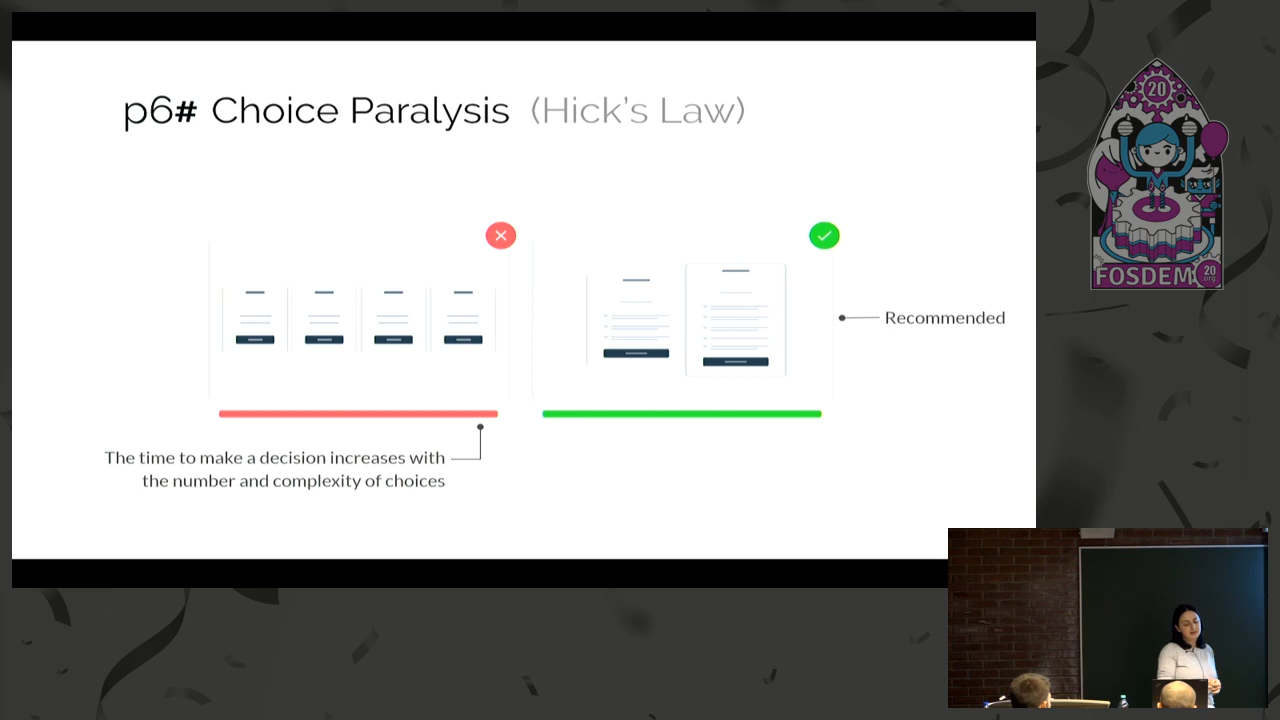 p6# Choice Paralysis (Hick's Law)
Recommended
The time to make a decision increases with
the number and complexity of choices
20
FOSDEM
20
org